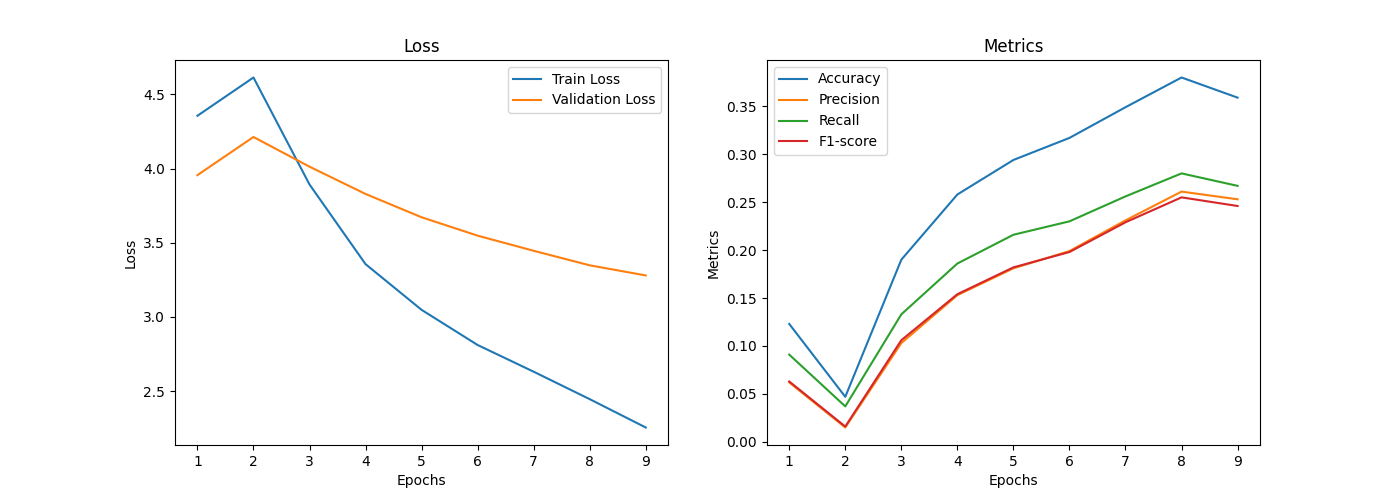 Loss
Train Loss
Validation Loss
4.5
4.0
3.5
3.0
2.5
Loss
1 2 3 4 5 6 7 8 9
Epochs
Metrics
Accuracy
Precision
Recall
F1-score
0.35
0.30
0.25
0.20
0.15
0.10
0.05
0.00
Metrics
1 2 3 4 5 6 7 8 9
Epochs